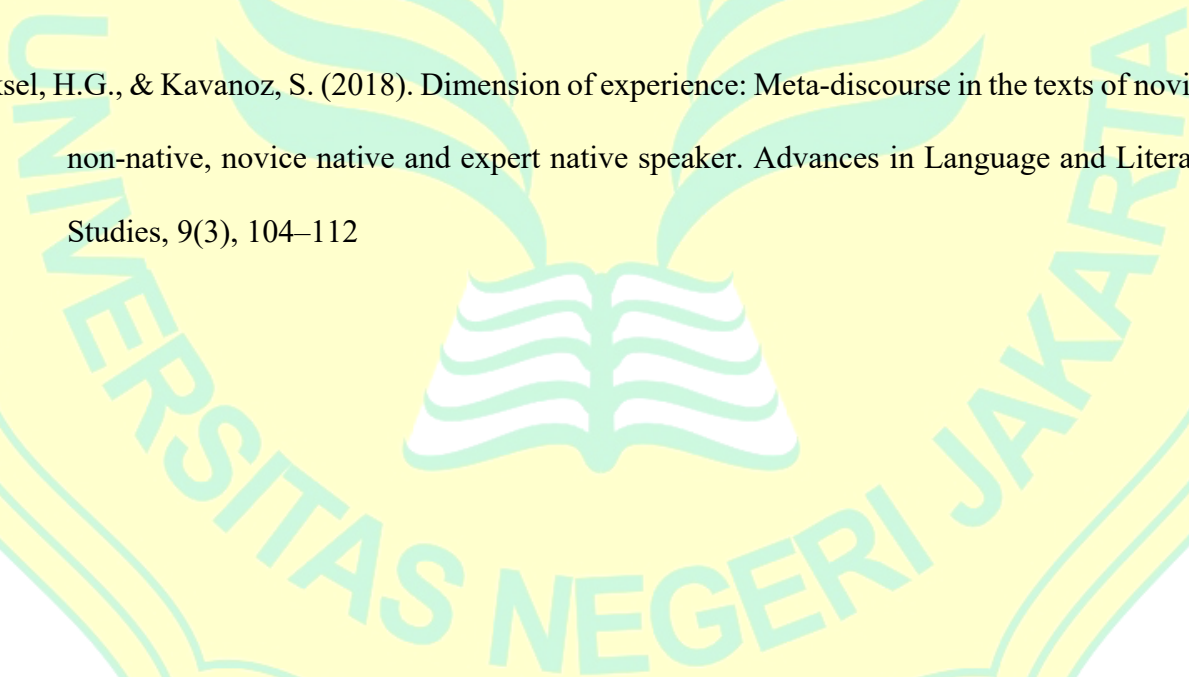 sel, H.G., & Kavanoz, S. (2018). Dimension of experience: Meta-discourse in the texts of novi
non-native, novice native and expert native speaker. Advances in Language and Litera
Studies, 9(3), 104–112
UNIVERSITAS NEGERI JAKARTA